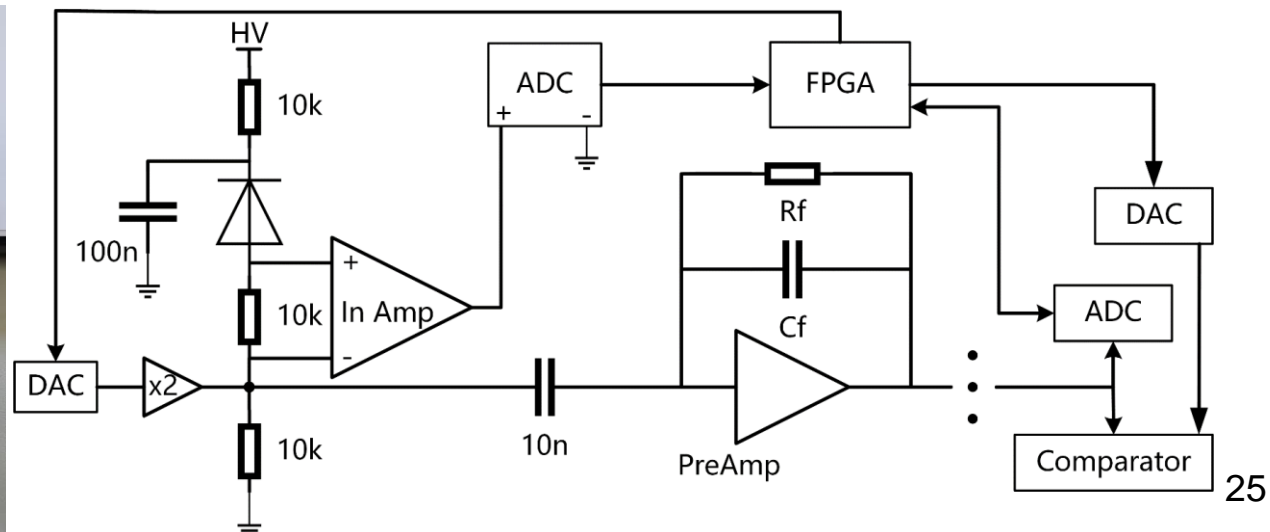 HV
10k
100n
ADC
+ -
FPGA
+
10k
In Amp
-
DAC
x2
10k
10n
Rf
Cf
PreAmp
DAC
ADC
Comparator
25